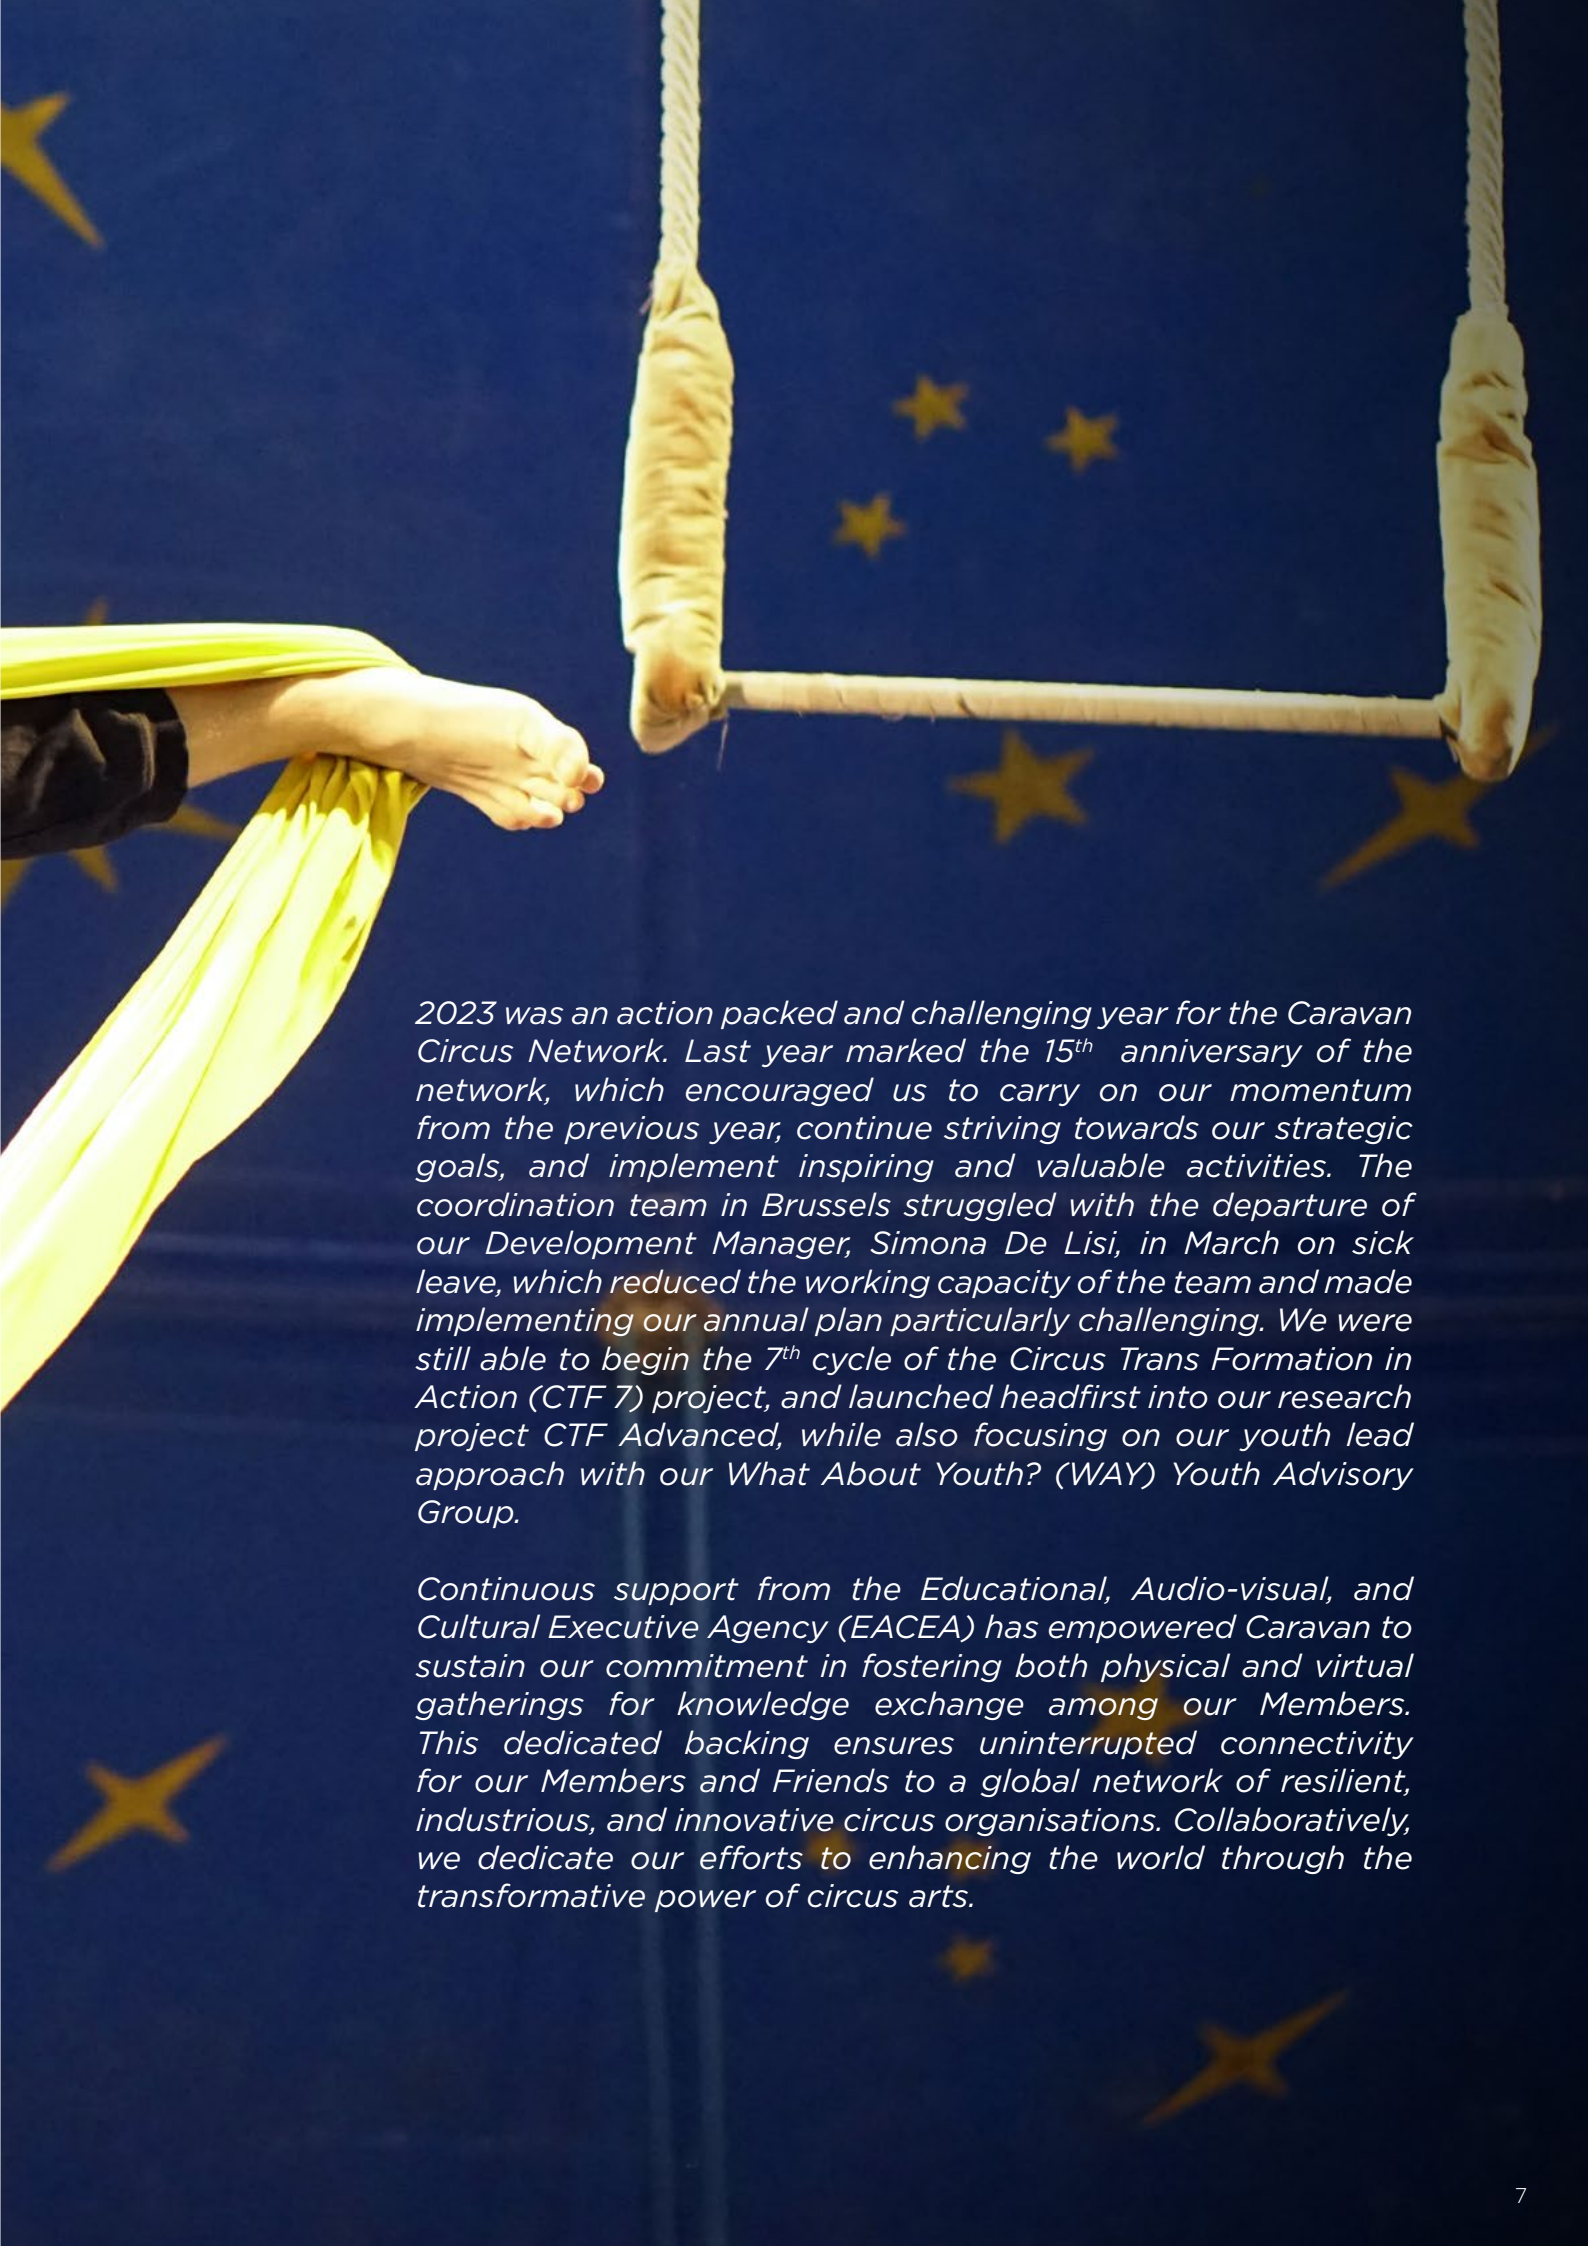 2023 was an action packed and challenging year for the Caravan
Circus Network. Last year marked the 15th anniversary of the
network, which encouraged us to carry on our momentum
from the previous year, continue striving towards our strategic
goals, and implement inspiring and valuable activities. The
coordination team in Brussels struggled with the departure of
our Development Manager, Simona De Lisi, in March on sick
leave, which reduced the working capacity of the team and made
implementing our annual plan particularly challenging. We were
still able to begin the 7th cycle of the Circus Trans Formation in
Action (CTF 7) project, and launched headfirst into our research
project CTF Advanced, while also focusing on our youth lead
approach with our What About Youth? (WAY) Youth Advisory
Group.
Continuous support from the Educational, Audio-visual, and
Cultural Executive Agency (EACEA) has empowered Caravan to
sustain our commitment in fostering both physical and virtual
gatherings for knowledge exchange among our Members.
This dedicated backing ensures uninterrupted connectivity
for our Members and Friends to a global network of resilient,
industrious, and innovative circus organisations. Collaboratively,
we dedicate our efforts to enhancing the world through the
transformative power of circus arts.
7